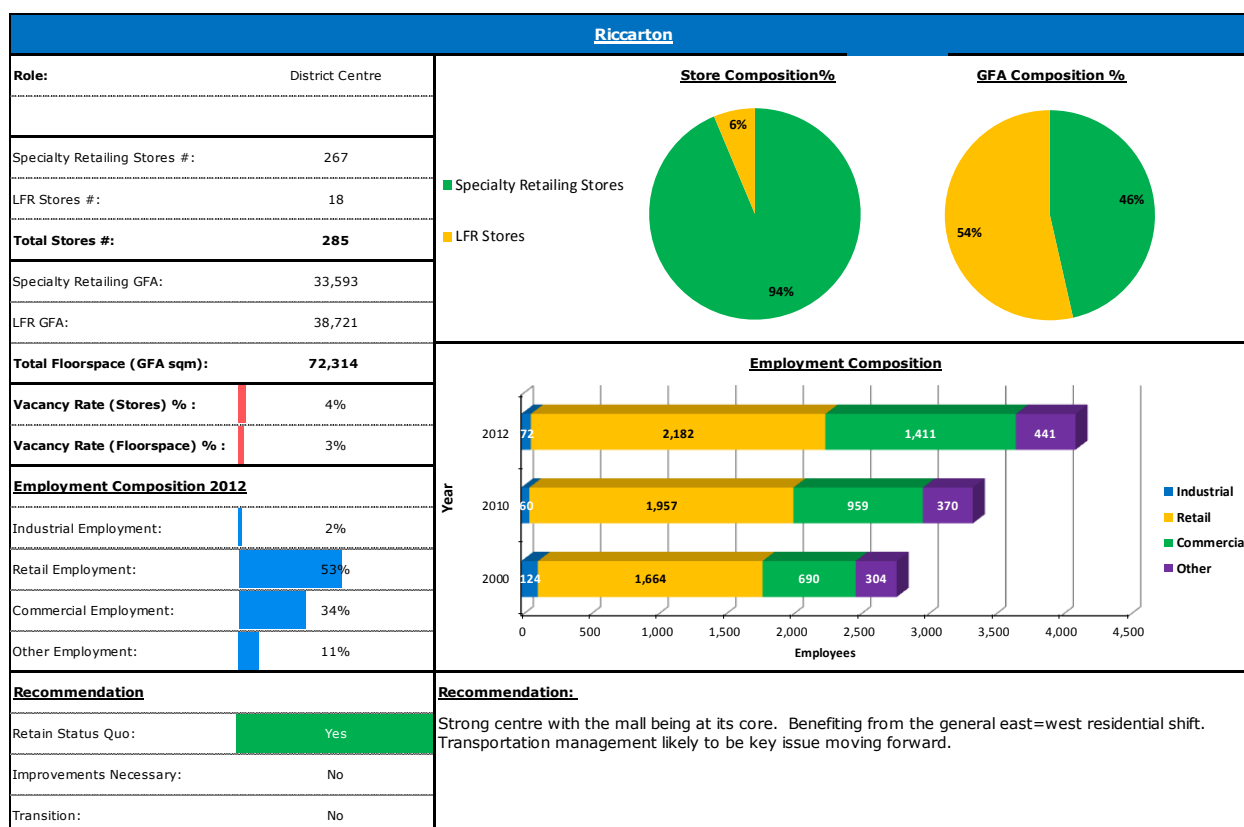 Riccarton
Role: District Centre
Specialty Retailing Stores #: 267
LFR Stores #: 18
Total Stores #: 285
Specialty Retailing GFA: 33,593
LFR GFA: 38,721
Total Floorspace (GFA sqm): 72,314
Vacancy Rate (Stores) % : 4%
Vacancy Rate (Floorspace) % : 3%
Employment Composition 2012
Industrial Employment: 2%
Retail Employment: 53%
Commercial Employment: 34%
Other Employment: 11%
Recommendation
Retain Status Quo: Yes
Improvements Necessary: No
Transition: No
Store Composition%
GFA Composition %
Specialty Retailing Stores
LFR Stores
6%
94%
46%
54%
Employment Composition
Year
2012 72 2,182 1,411 441
2010 60 1,957 959 370
2000 124 1,664 690 304
0 500 1,000 1,500 2,000 2,500 3,000 3,500 4,000 4,500
Employees
Industrial
Retail
Commercia
Other
Recommendation:
Strong centre with the mall being at its core. Benefiting from the general east=west residential shift.
Transportation management likely to be key issue moving forward.